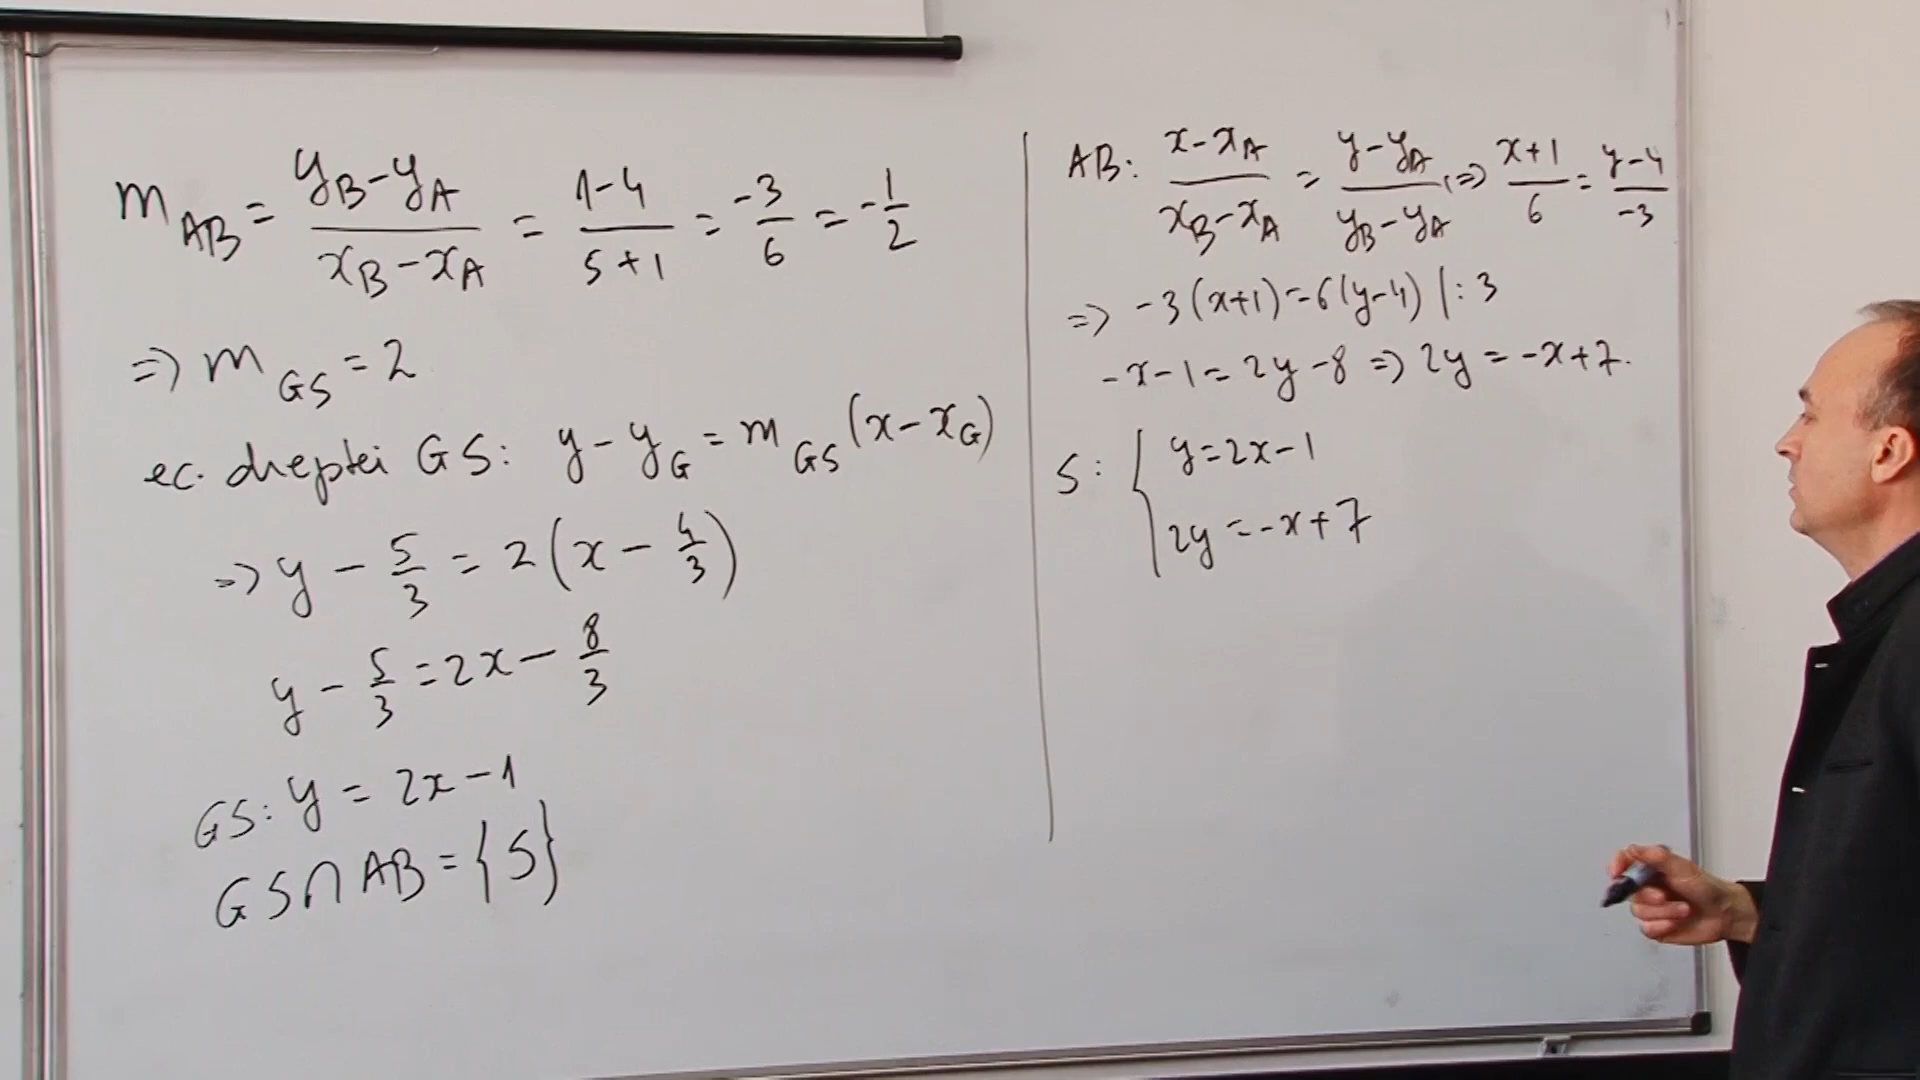 m_AB = (y_B - y_A)/(x_B - x_A) = (1-4)/(5+1) = -3/6 = -1/2
=> m_GS = 2
ec. dreptei GS: y - y_G = m_GS (x - x_G)
=> y - 5/3 = 2(x - 4/3)
y - 5/3 = 2x - 8/3
GS: y = 2x - 1
GS ∩ AB = {S}
AB: (x - x_A)/(x_B - x_A) = (y - y_A)/(y_B - y_A) => (x+1)/6 = (y-4)/-3
=> -3(x+1) = 6(y-4) |:3
-x-1 = 2y-8 => 2y = -x+7.
S: { y = 2x-1
2y = -x+7